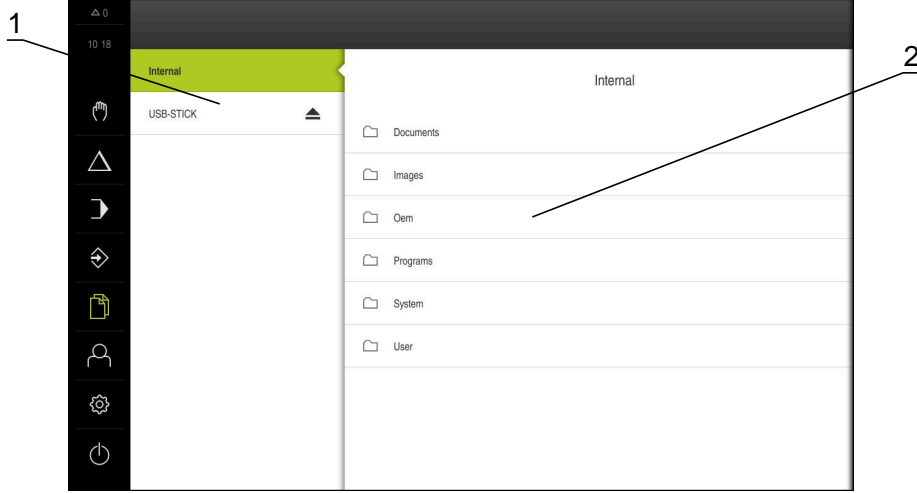 1
0
10 18
2
Internal
Internal
USB-STICK
Documents
Images
Oem
Programs
System
User